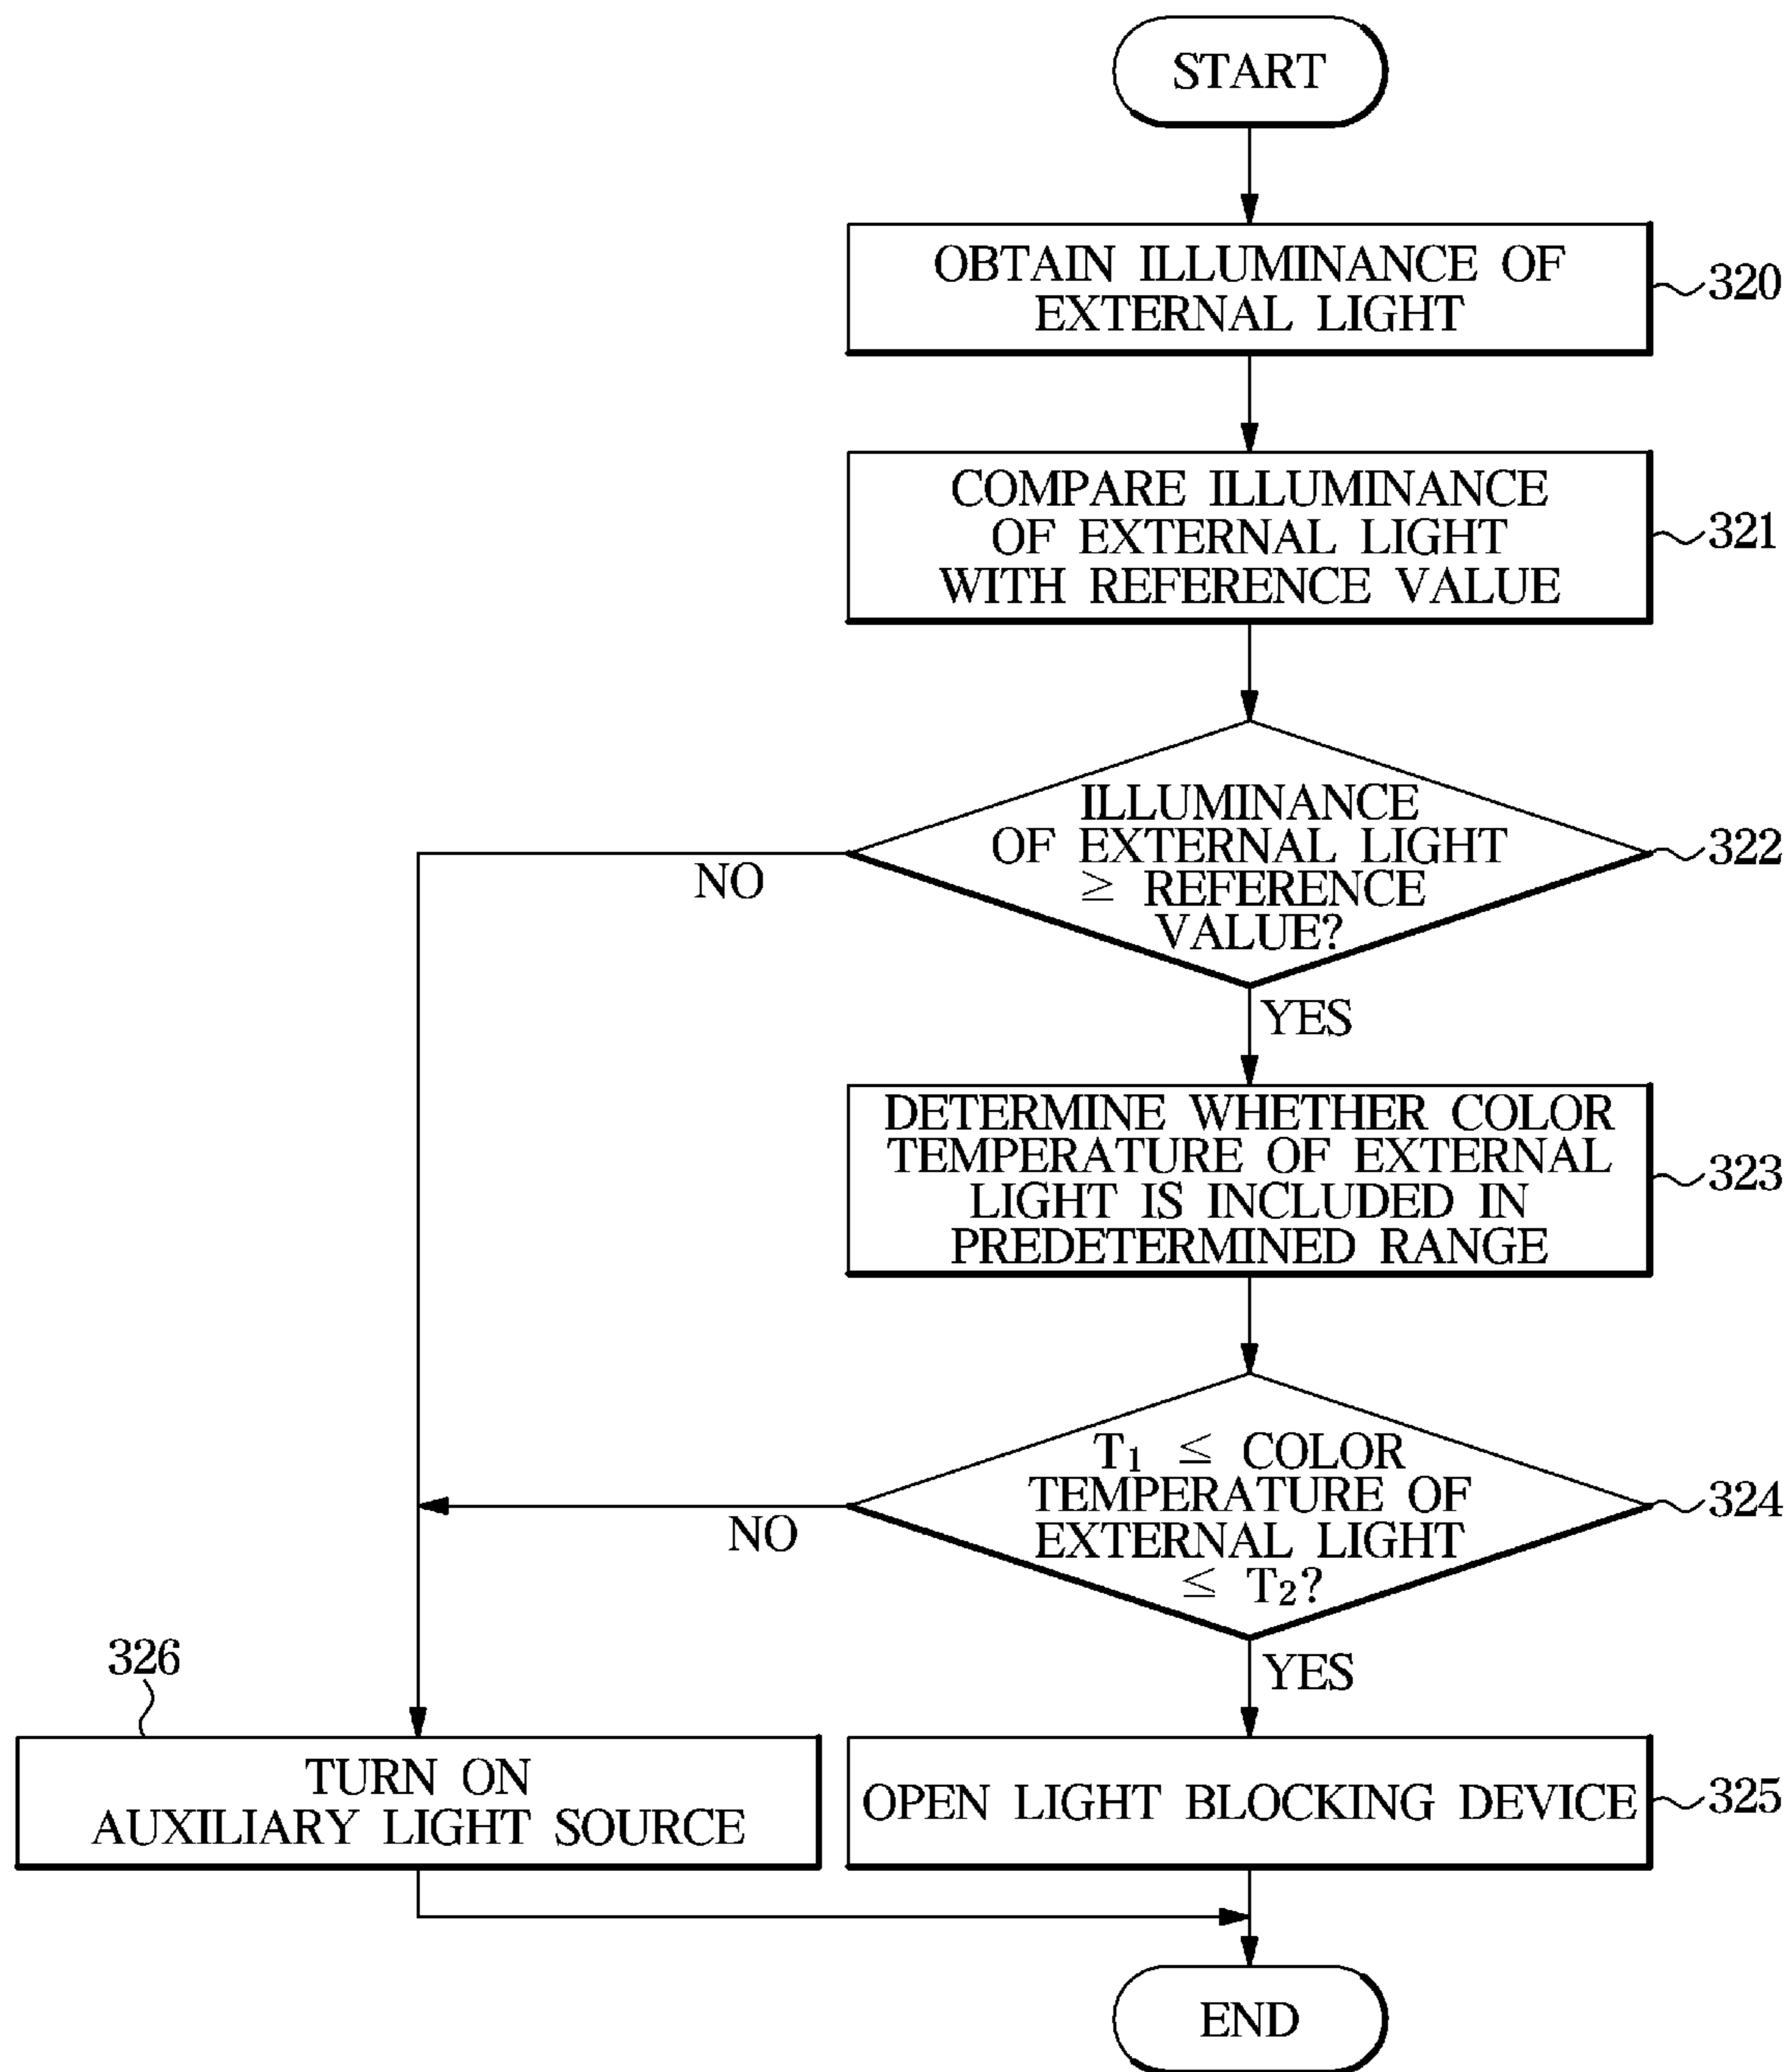 START
OBTAIN ILLUMINANCE OF
EXTERNAL LIGHT
320
COMPARE ILLUMINANCE
OF EXTERNAL LIGHT
WITH REFERENCE VALUE
321
ILLUMINANCE
OF EXTERNAL LIGHT
≥ REFERENCE
VALUE?
322
NO
YES
DETERMINE WHETHER COLOR
TEMPERATURE OF EXTERNAL
LIGHT IS INCLUDED IN
PREDETERMINED RANGE
323
T1 ≤ COLOR
TEMPERATURE OF
EXTERNAL LIGHT
≤ T2?
324
NO
YES
326
TURN ON
AUXILIARY LIGHT SOURCE
OPEN LIGHT BLOCKING DEVICE
325
END